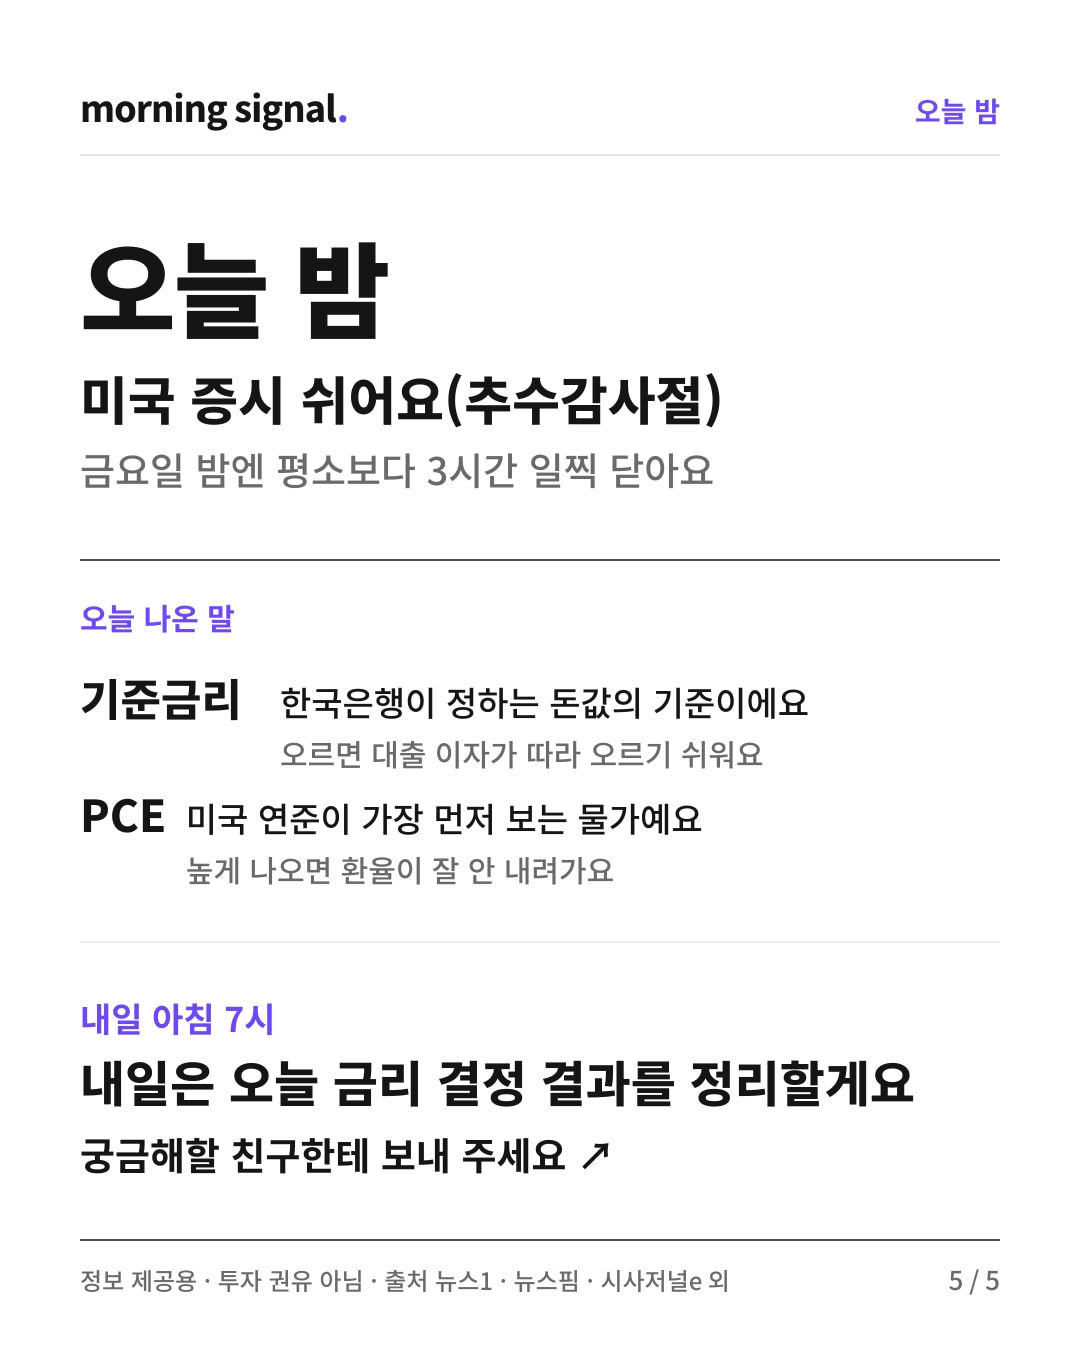 morning signal.
오늘 밤
오늘 밤
미국 증시 쉬어요(추수감사절)
금요일 밤엔 평소보다 3시간 일찍 닫아요
오늘 나온 말
기준금리 한국은행이 정하는 돈값의 기준이에요
오르면 대출 이자가 따라 오르기 쉬워요
PCE 미국 연준이 가장 먼저 보는 물가예요
높게 나오면 환율이 잘 안 내려가요
내일 아침 7시
내일은 오늘 금리 결정 결과를 정리할게요
궁금해할 친구한테 보내 주세요 ↗
정보 제공용 · 투자 권유 아님 · 출처 뉴스1 · 뉴스핌 · 시사저널e 외
5 / 5